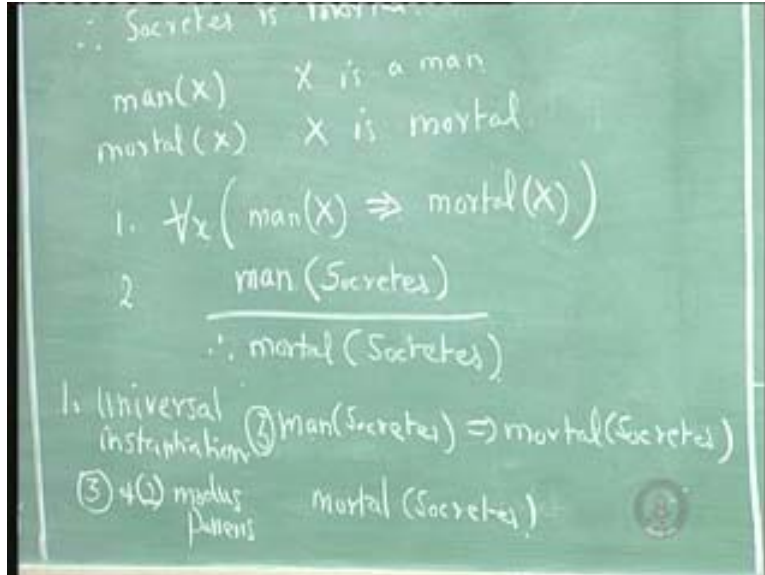 ∴ Socretes is mortal.
man(X) X is a man
mortal(x) X is mortal
1. ∀x ( man(X) ⇒ mortal(X) )
2 man (Socretes)
∴ mortal (Socretes)
1. Universal
instantiation ③ man(Socretes) ⇒ mortal(Socretes)
③ & ② modus mortal (Socretes)
ponens